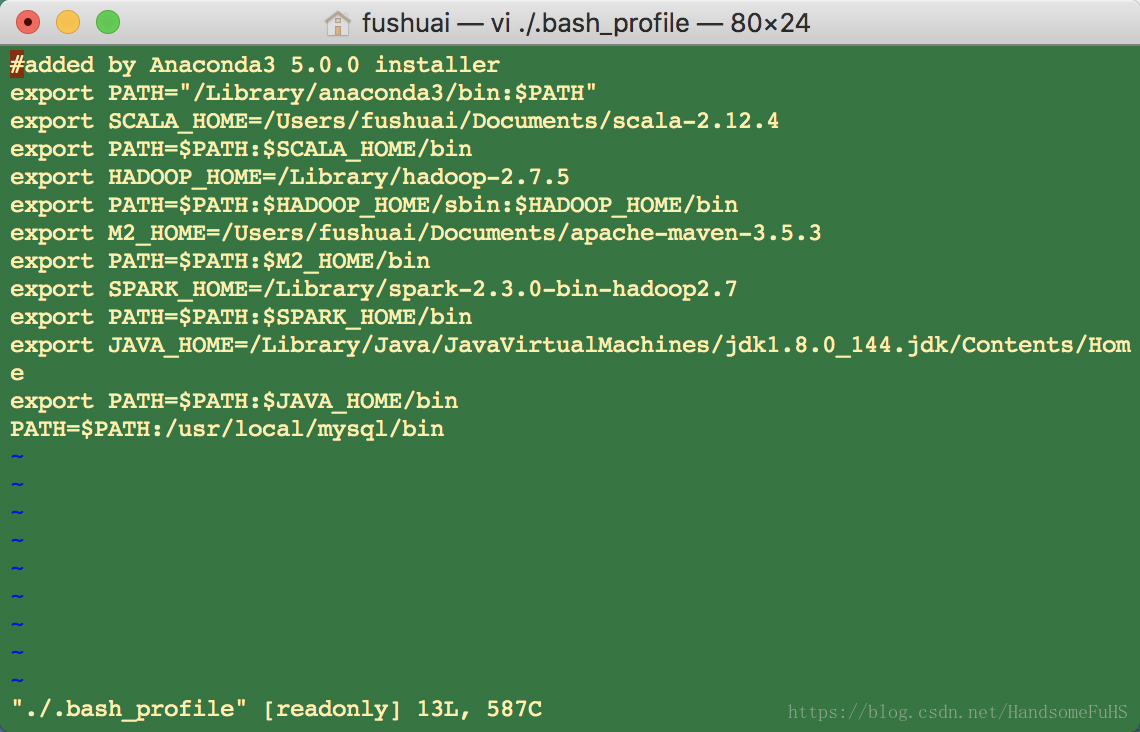 fushuai — vi ./.bash_profile — 80×24
#added by Anaconda3 5.0.0 installer
export PATH="/Library/anaconda3/bin:$PATH"
export SCALA_HOME=/Users/fushuai/Documents/scala-2.12.4
export PATH=$PATH:$SCALA_HOME/bin
export HADOOP_HOME=/Library/hadoop-2.7.5
export PATH=$PATH:$HADOOP_HOME/sbin:$HADOOP_HOME/bin
export M2_HOME=/Users/fushuai/Documents/apache-maven-3.5.3
export PATH=$PATH:$M2_HOME/bin
export SPARK_HOME=/Library/spark-2.3.0-bin-hadoop2.7
export PATH=$PATH:$SPARK_HOME/bin
export JAVA_HOME=/Library/Java/JavaVirtualMachines/jdk1.8.0_144.jdk/Contents/Hom
e
export PATH=$PATH:$JAVA_HOME/bin
PATH=$PATH:/usr/local/mysql/bin
~
~
~
~
~
~
~
~
~
"./.bash_profile" [readonly] 13L, 587C
https://blog.csdn.net/HandsomeFuHS